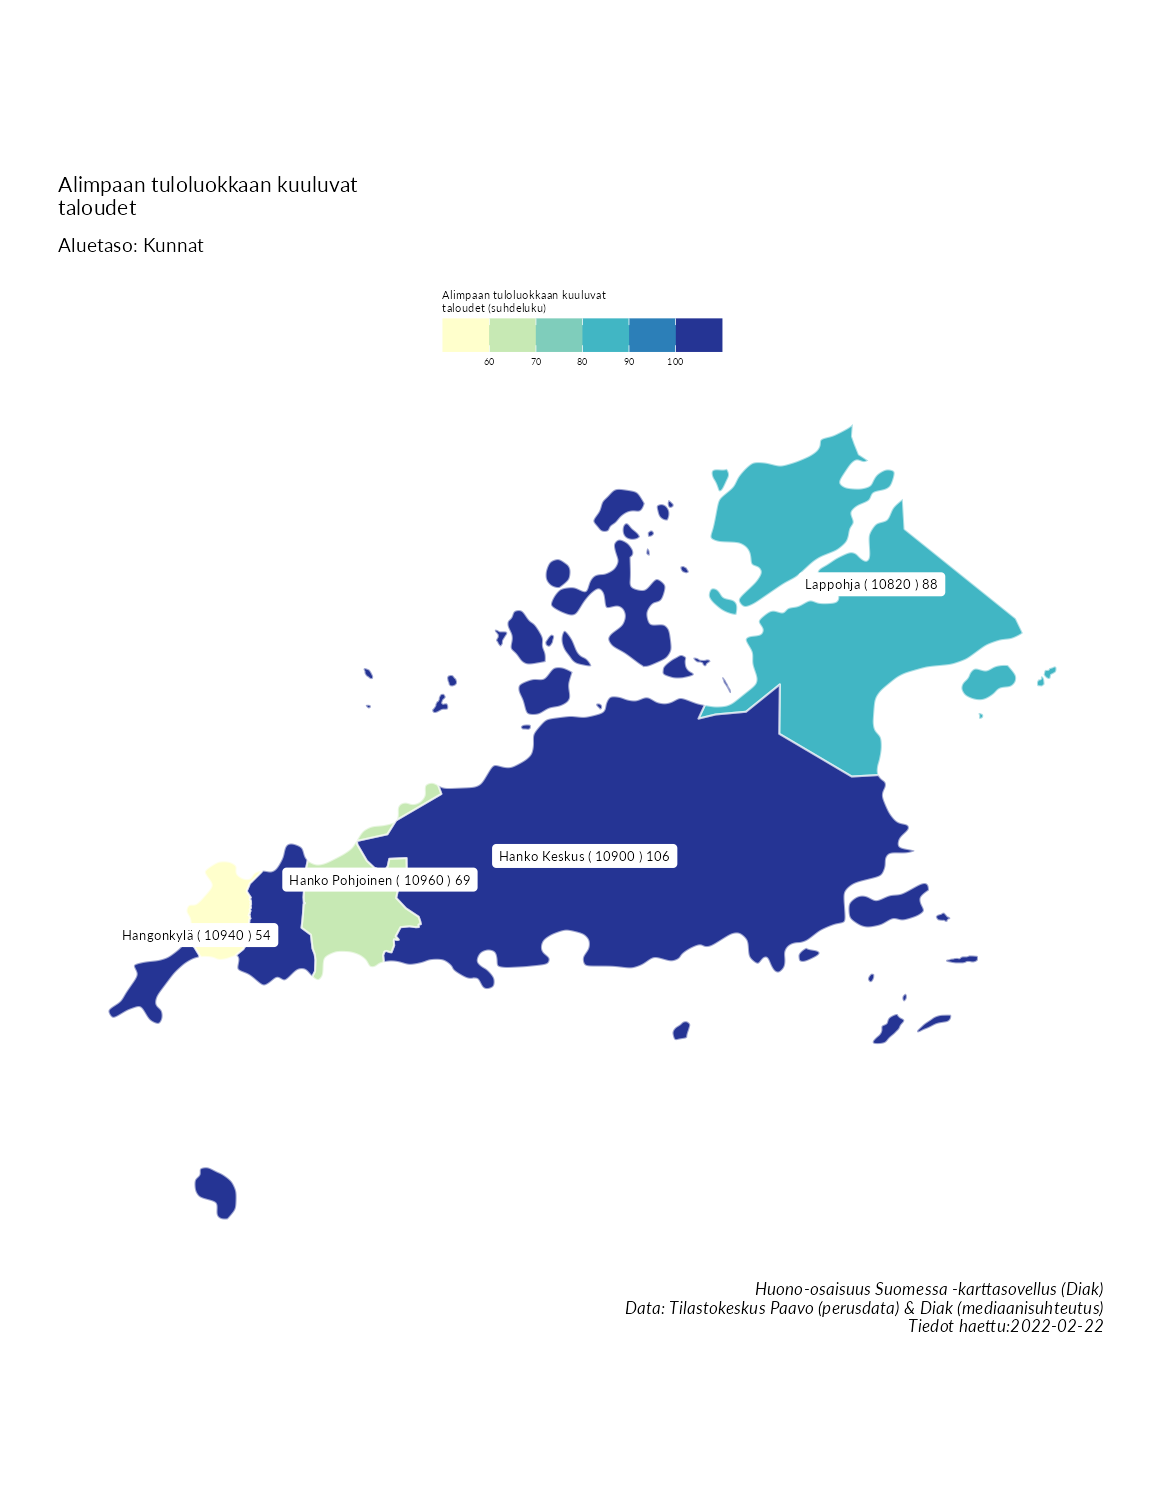 Alimpaan tuloluokkaan kuuluvat
taloudet
Aluetaso: Kunnat
Alimpaan tuloluokkaan kuuluvat
taloudet (suhdeluku)
60 70 80 90 100
Lappohja ( 10820 ) 88
Hanko Keskus ( 10900 ) 106
Hanko Pohjoinen ( 10960 ) 69
Hangonkylä ( 10940 ) 54
Huono-osaisuus Suomessa -karttasovellus (Diak)
Data: Tilastokeskus Paavo (perusdata) & Diak (mediaanisuhteutus)
Tiedot haettu:2022-02-22